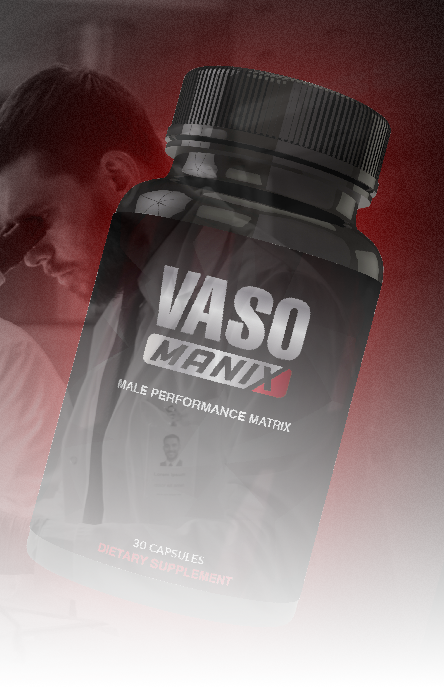 VASO
MANIX
MALE PERFORMANCE MATRIX
30 CAPSULES
DIETARY SUPPLEMENT